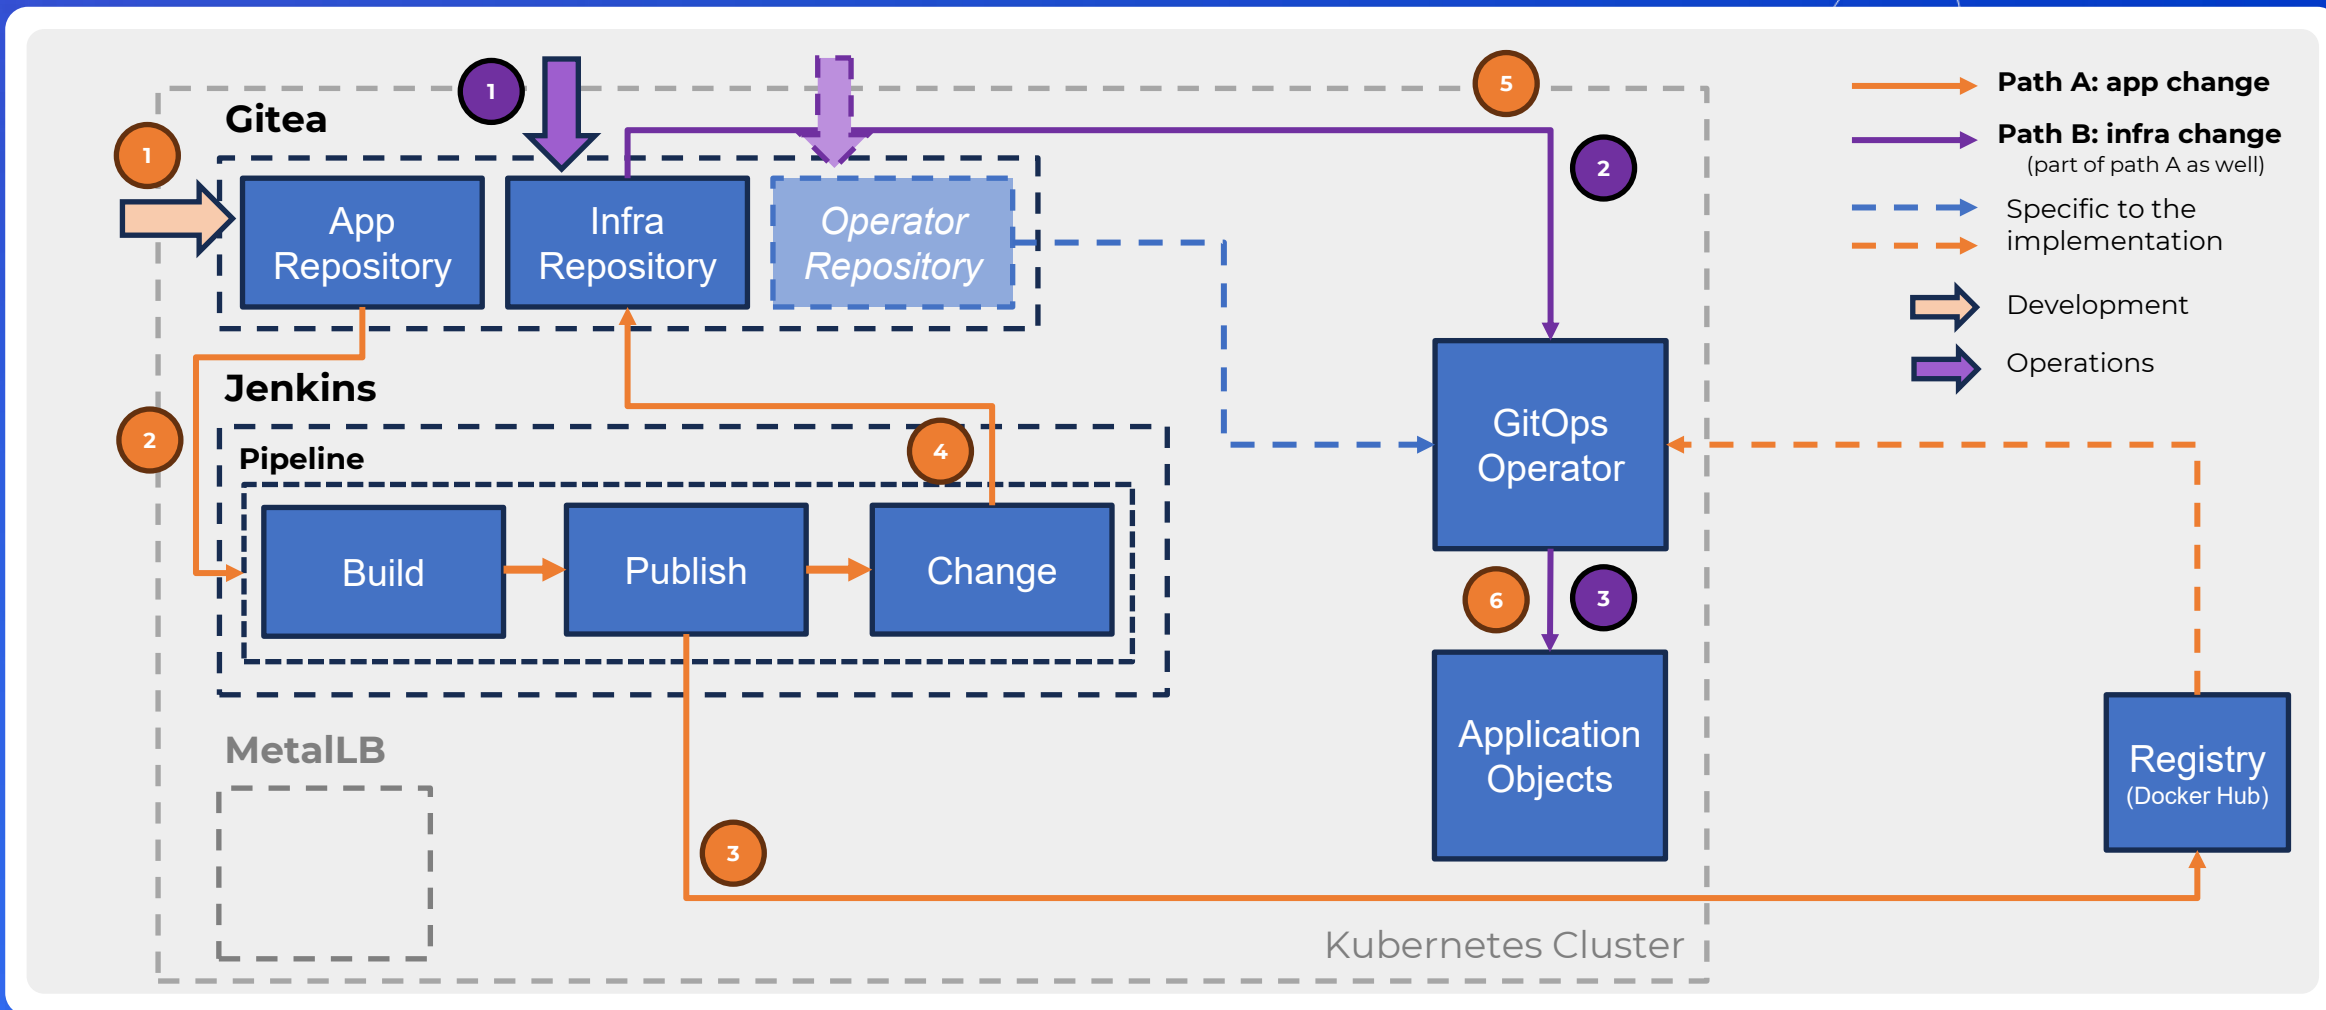 1
5
Path A: app change
Gitea
Path B: infra change
(part of path A as well)
1
2
App
Repository
Infra
Repository
Operator
Repository
Specific to the
implementation
Development
Operations
Jenkins
2
Pipeline
4
GitOps
Operator
Build
Publish
Change
6
3
MetalLB
Application
Objects
Registry
(Docker Hub)
3
Kubernetes Cluster